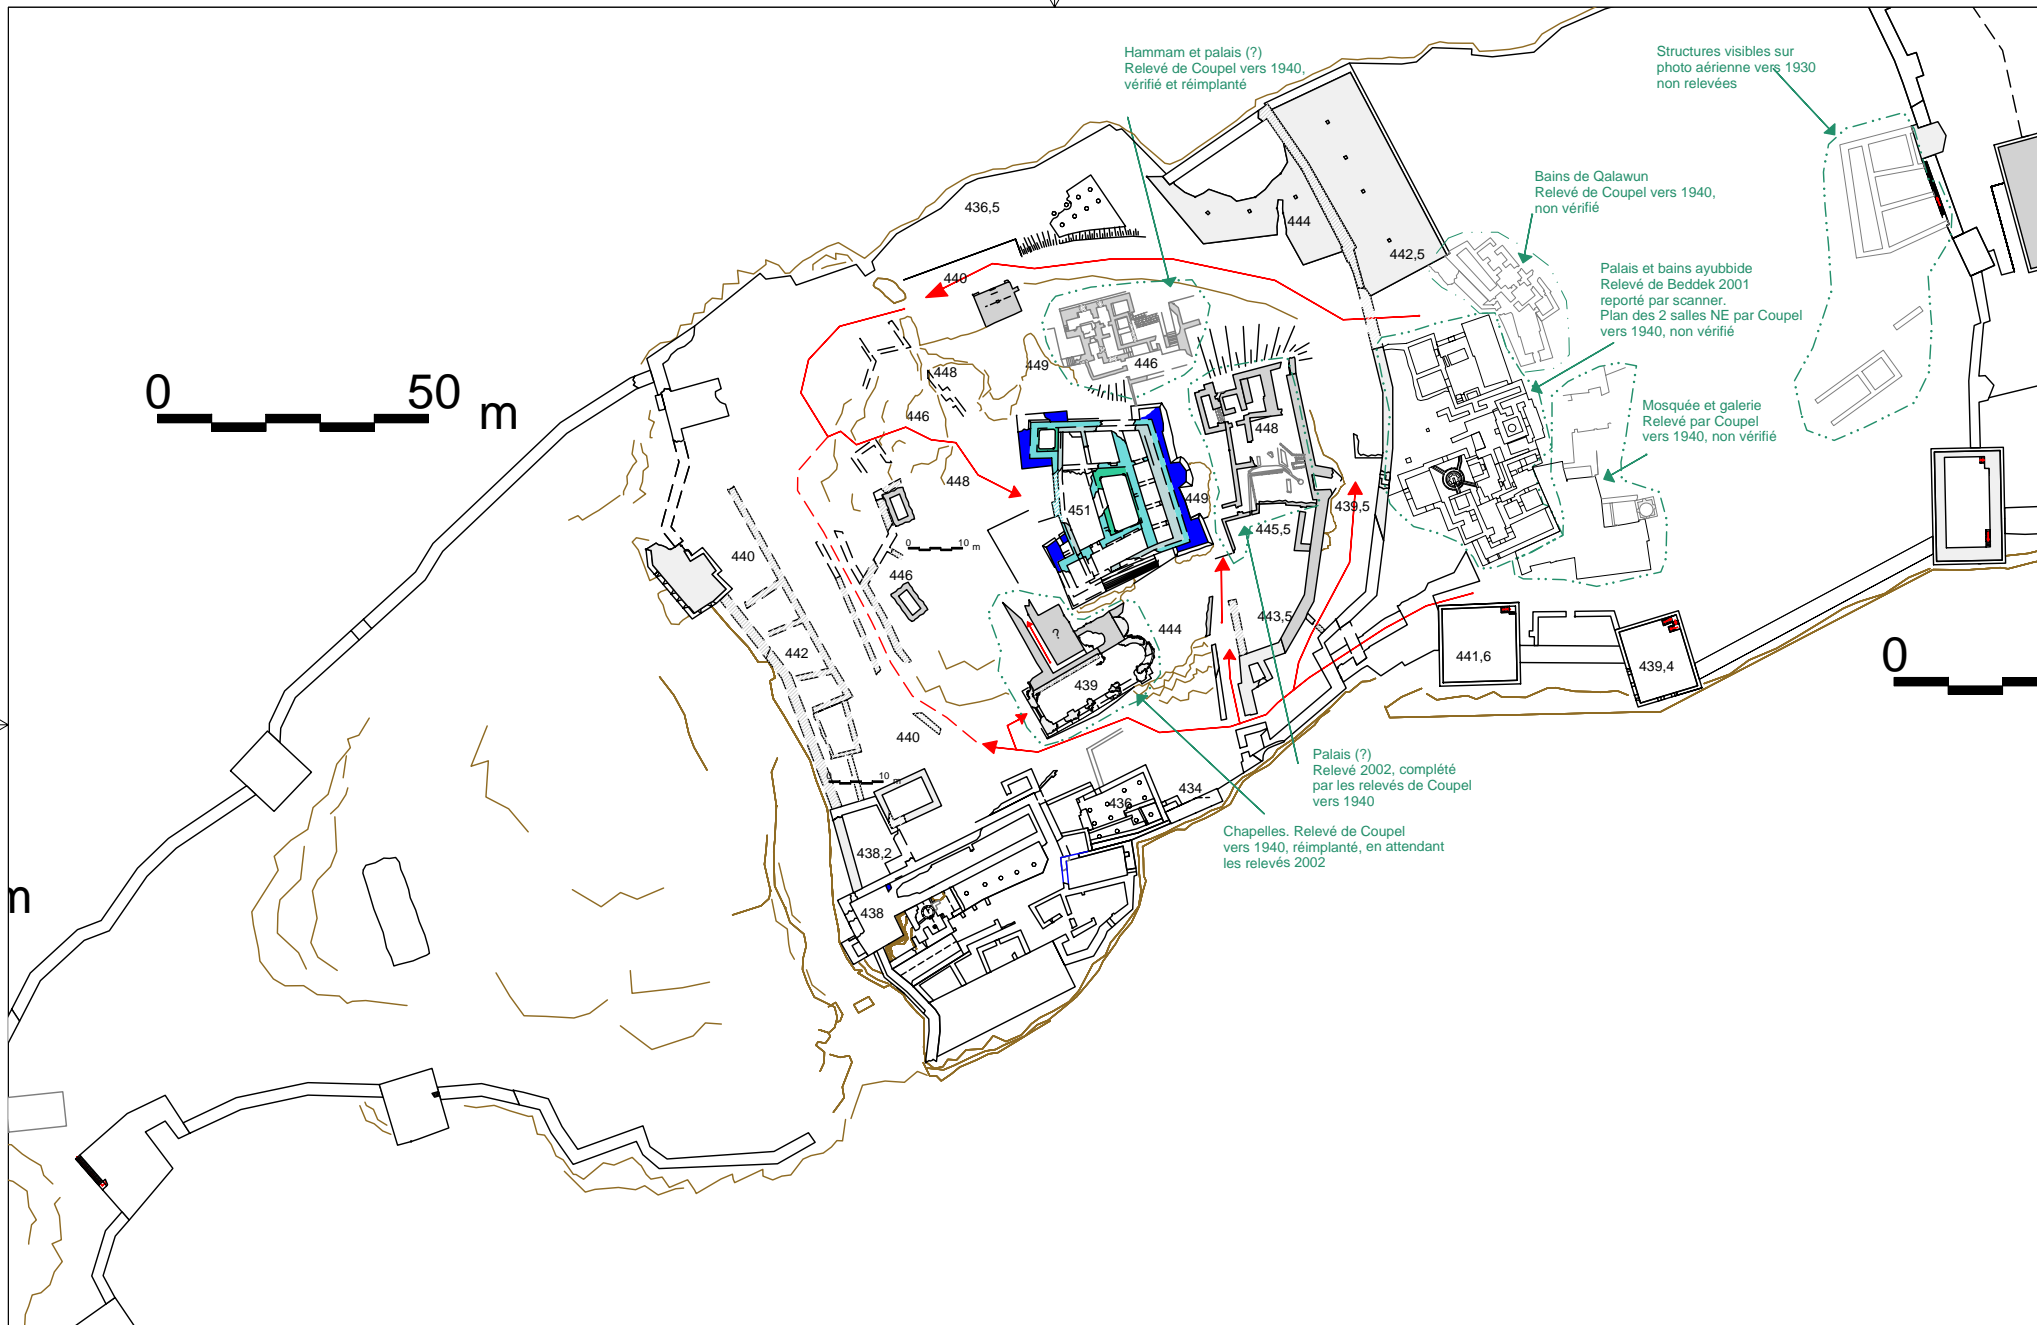 Hammam et palais (?)
Relevé de Coupel vers 1940,
vérifié et réimplanté
Structures visibles sur
photo aérienne vers 1930
non relevées
Bains de Qalawun
Relevé de Coupel vers 1940,
non vérifié
Palais et bains ayubbide
Relevé de Beddek 2001
reporté par scanner.
Plan des 2 salles NE par Coupel
vers 1940, non vérifié
Mosquée et galerie
Relevé par Coupel
vers 1940, non vérifié
Palais (?)
Relevé 2002, complété
par les relevés de Coupel
vers 1940
Chapelles. Relevé de Coupel
vers 1940, réimplanté, en attendant
les relevés 2002
436,5
444
442,5
440
449
446
448
446
448
448
451
449
439,5
445,5
440
446
0 10 m
443,5
444
?
442
439
441,6
439,4
440
0 10 m
436
434
438,2
438
0 50 m
0
m